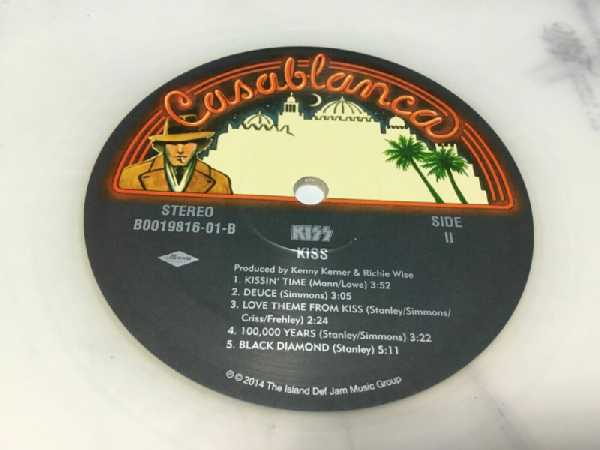 Casablanca
STEREO
B0019816-01-B
SIDE
II
KISS
KISS
Produced by Kenny Kerner & Richie Wise
1. KISSIN' TIME (Mann/Lowe) 3:52
2. DEUCE (Simmons) 3:05
3. LOVE THEME FROM KISS (Stanley/Simmons/
Criss/Frehley) 2:24
4. 100,000 YEARS (Stanley/Simmons) 3:22
5. BLACK DIAMOND (Stanley) 5:11
℗ © 2014 The Island Def Jam Music Group